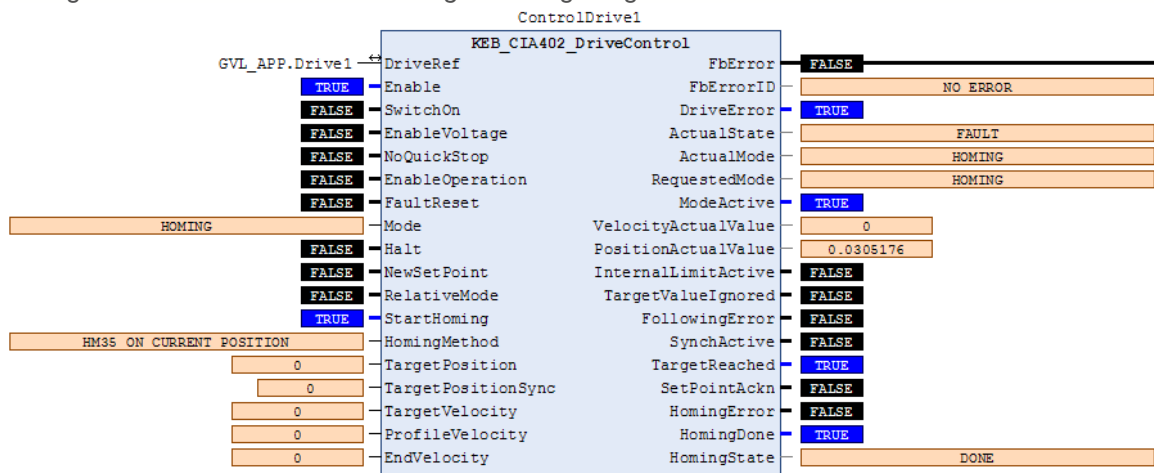 ControlDrive1
KEB_CIA402_DriveControl
GVL_APP.Drive1 DriveRef FbError FALSE
TRUE Enable FbErrorID NO ERROR
FALSE SwitchOn DriveError TRUE
FALSE EnableVoltage ActualState FAULT
FALSE NoQuickStop ActualMode HOMING
FALSE EnableOperation RequestedMode HOMING
FALSE FaultReset ModeActive TRUE
HOMING Mode VelocityActualValue 0
FALSE Halt PositionActualValue 0.0305176
FALSE NewSetPoint InternalLimitActive FALSE
FALSE RelativeMode TargetValueIgnored FALSE
TRUE StartHoming FollowingError FALSE
HM35 ON CURRENT POSITION HomingMethod SynchActive FALSE
0 TargetPosition TargetReached TRUE
0 TargetPositionSync SetPointAckn FALSE
0 TargetVelocity HomingError FALSE
0 ProfileVelocity HomingDone TRUE
0 EndVelocity HomingState DONE